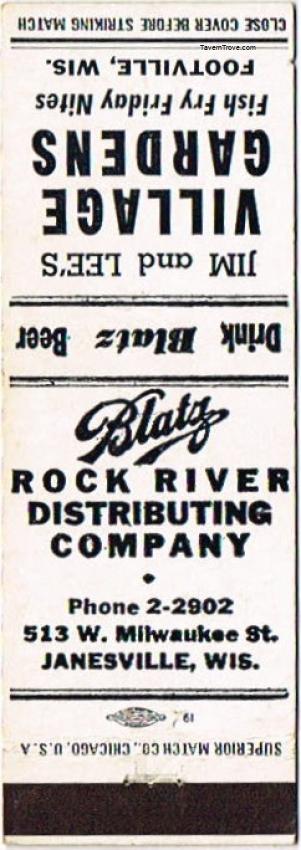 TavernTrove.com
CLOSE COVER BEFORE STRIKING MATCH
JIM and LEE'S
VILLAGE
GARDENS
Fish Fry Friday Nites
FOOTVILLE, WIS.
Drink Blatz Beer
Blatz
ROCK RIVER
DISTRIBUTING
COMPANY
Phone 2-2902
513 W. Milwaukee St.
JANESVILLE, WIS.
SUPERIOR MATCH CO., CHICAGO, U.S.A